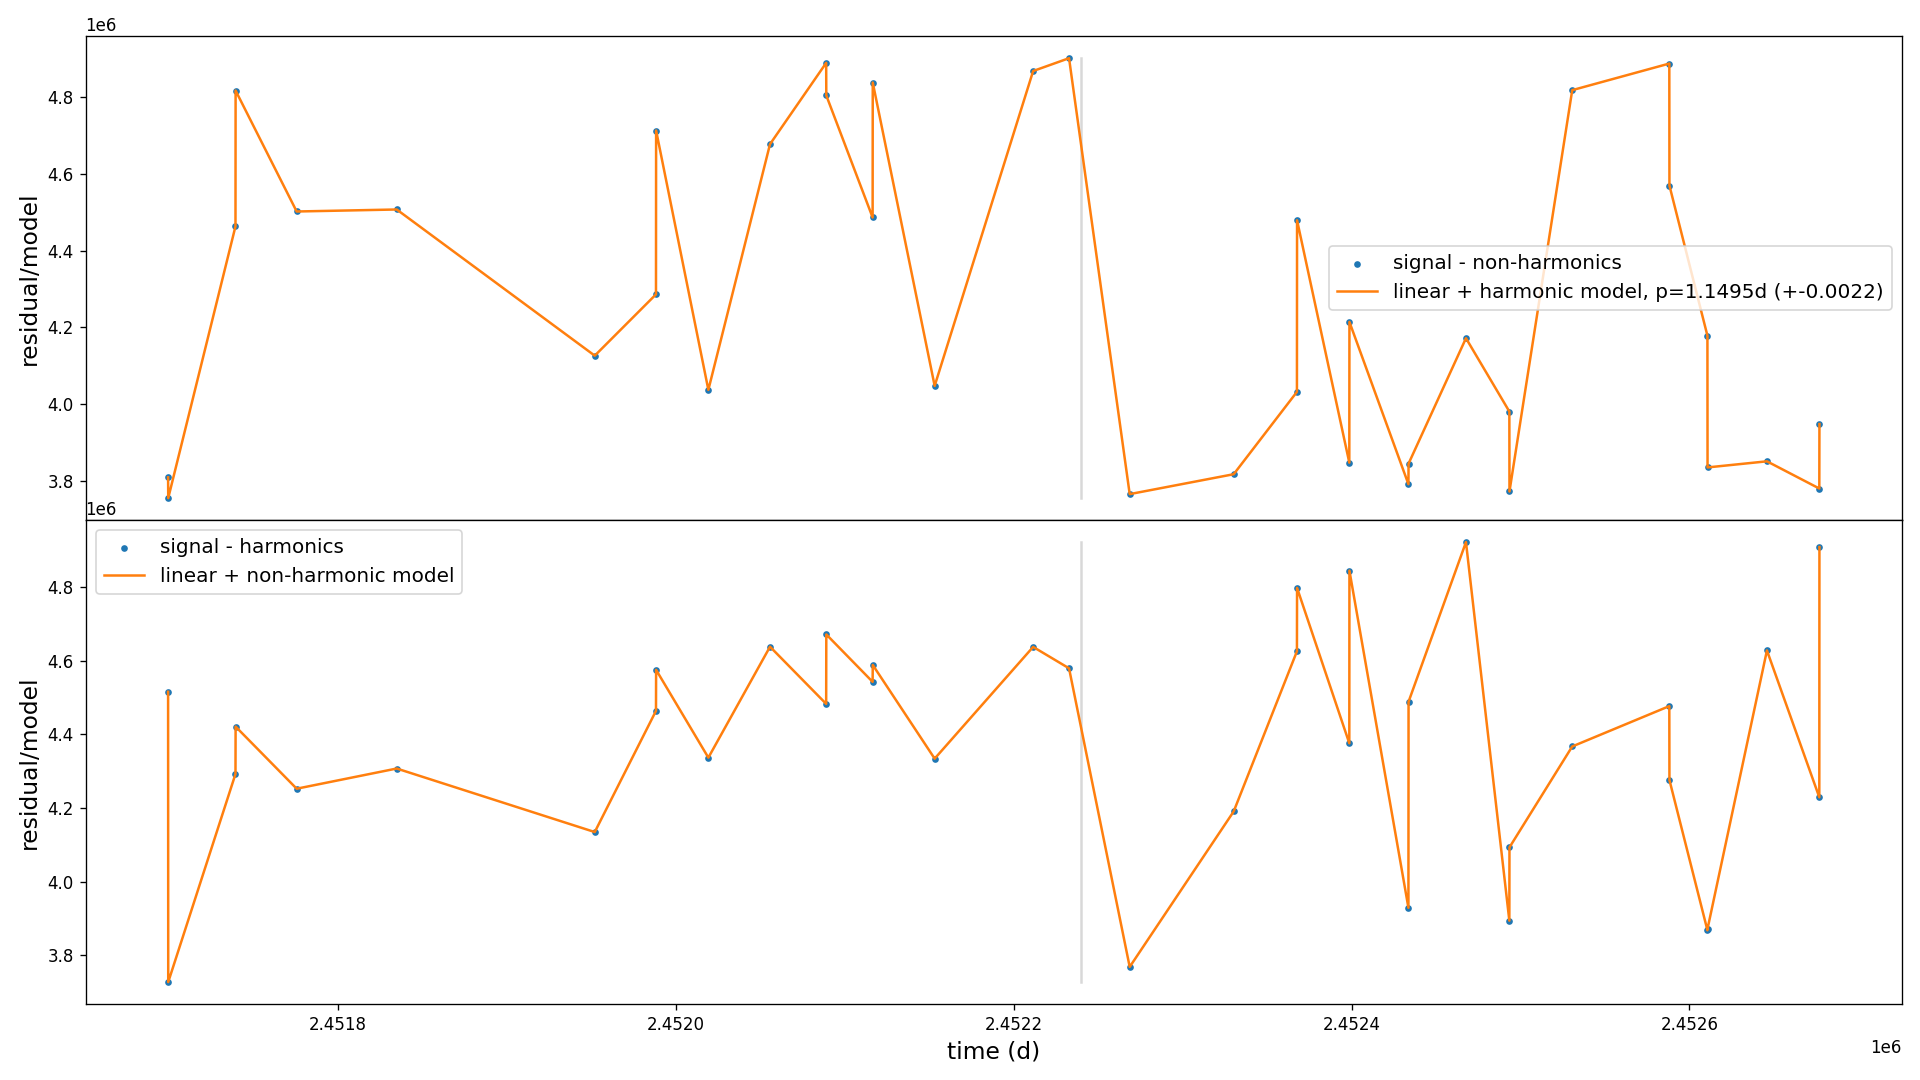 1e6
4.8
4.6
4.4
4.2
4.0
3.8
residual/model
signal - non-harmonics
linear + harmonic model, p=1.1495d (+-0.0022)
1e6
4.8
4.6
4.4
4.2
4.0
3.8
residual/model
signal - harmonics
linear + non-harmonic model
2.4518
2.4520
2.4522
2.4524
2.4526
time (d)
1e6